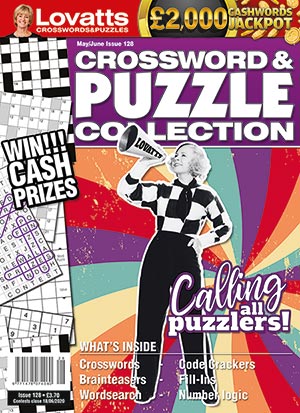 Lovatts
CROSSWORDS&PUZZLES
£2,000 CASHWORDS JACKPOT
May/June Issue 128
CROSSWORD &
PUZZLE
COLLECTION
WIN!!!
CASH
PRIZES
LOVATTS
Calling
all
puzzlers!
WHAT'S INSIDE
Crosswords
Brainteasers
Wordsearch
Code Crackers
Fill-Ins
Number logic
Issue 128 • £3.70
Contests close 18/06/2020